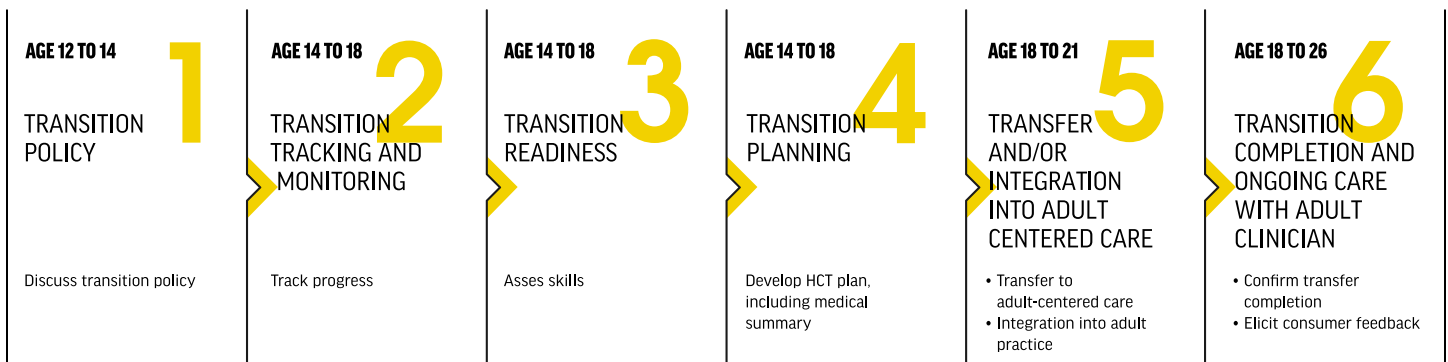 AGE 12 TO 14
1
TRANSITION
POLICY
Discuss transition policy
AGE 14 TO 18
2
TRANSITION
TRACKING AND
MONITORING
Track progress
AGE 14 TO 18
3
TRANSITION
READINESS
Asses skills
AGE 14 TO 18
4
TRANSITION
PLANNING
Develop HCT plan,
including medical
summary
AGE 18 TO 21
5
TRANSFER
AND/OR
INTEGRATION
INTO ADULT
CENTERED CARE
• Transfer to
adult-centered care
• Integration into adult
practice
AGE 18 TO 26
6
TRANSITION
COMPLETION AND
ONGOING CARE
WITH ADULT
CLINICIAN
• Confirm transfer
completion
• Elicit consumer feedback